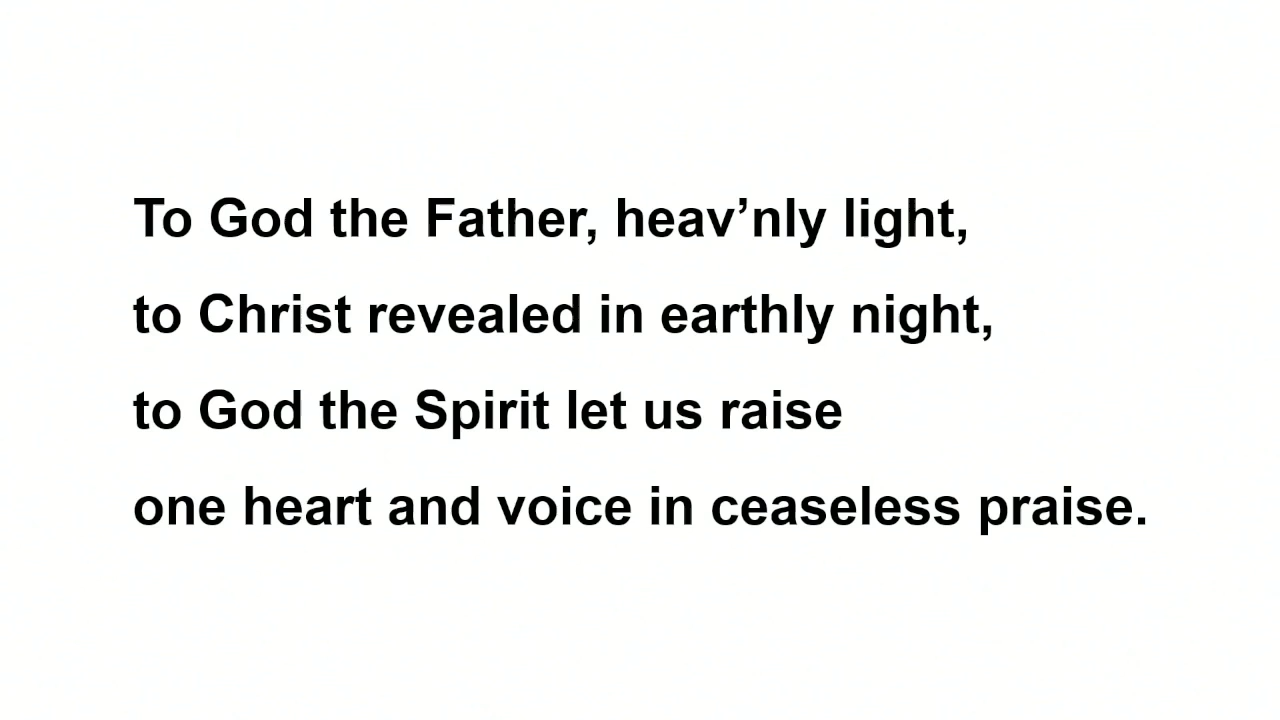 To God the Father, heav’nly light,
to Christ revealed in earthly night,
to God the Spirit let us raise
one heart and voice in ceaseless praise.